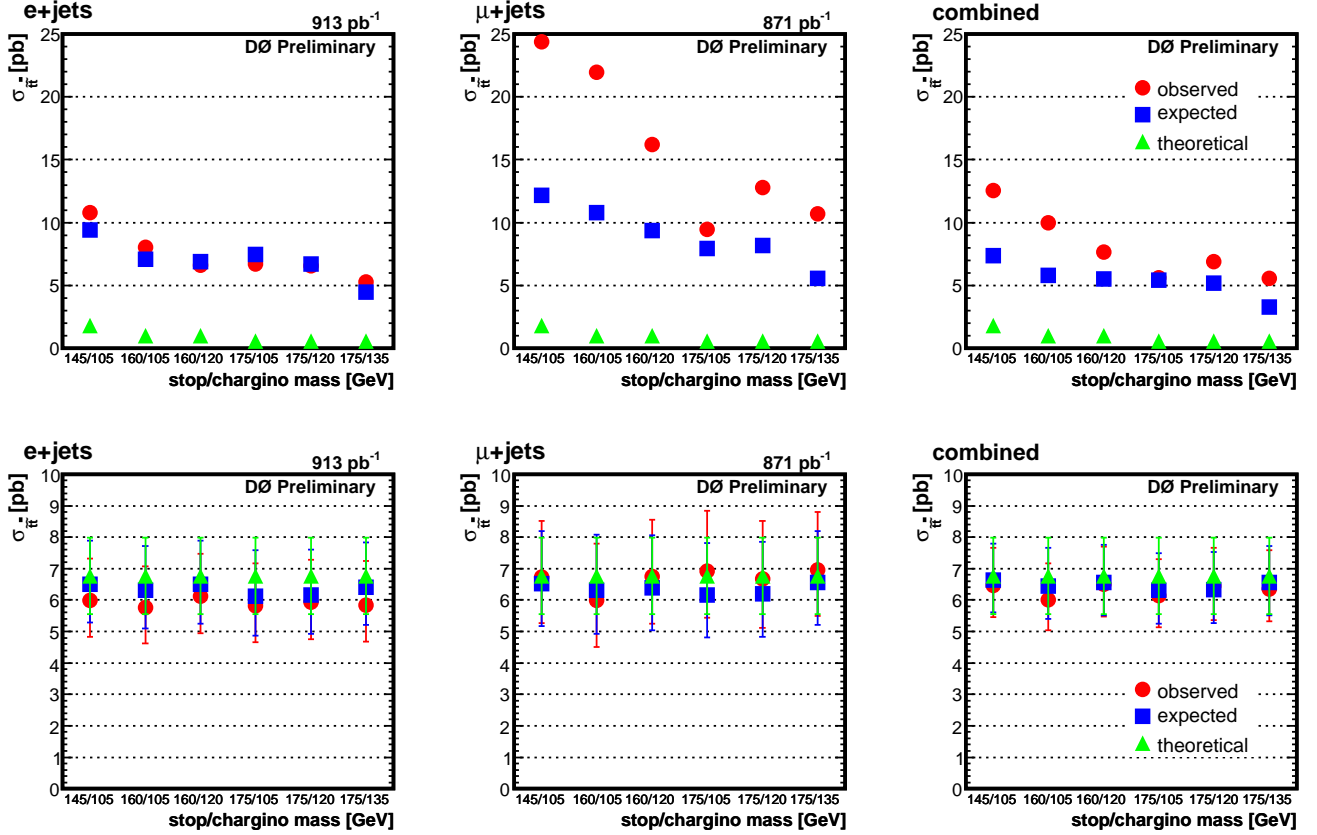 e+jets
913 pb⁻¹
DØ Preliminary
σ_t̃t̃ [pb]
25
20
15
10
5
0
145/105 160/105 160/120 175/105 175/120 175/135
stop/chargino mass [GeV]
μ+jets
871 pb⁻¹
DØ Preliminary
σ_t̃t̃ [pb]
25
20
15
10
5
0
145/105 160/105 160/120 175/105 175/120 175/135
stop/chargino mass [GeV]
combined
DØ Preliminary
σ_t̃t̃ [pb]
25
20
15
10
5
0
observed
expected
theoretical
145/105 160/105 160/120 175/105 175/120 175/135
stop/chargino mass [GeV]
e+jets
913 pb⁻¹
DØ Preliminary
σ_t̃t̃ [pb]
10
9
8
7
6
5
4
3
2
1
0
145/105 160/105 160/120 175/105 175/120 175/135
stop/chargino mass [GeV]
μ+jets
871 pb⁻¹
DØ Preliminary
σ_t̃t̃ [pb]
10
9
8
7
6
5
4
3
2
1
0
145/105 160/105 160/120 175/105 175/120 175/135
stop/chargino mass [GeV]
combined
DØ Preliminary
σ_t̃t̃ [pb]
10
9
8
7
6
5
4
3
2
1
0
observed
expected
theoretical
145/105 160/105 160/120 175/105 175/120 175/135
stop/chargino mass [GeV]